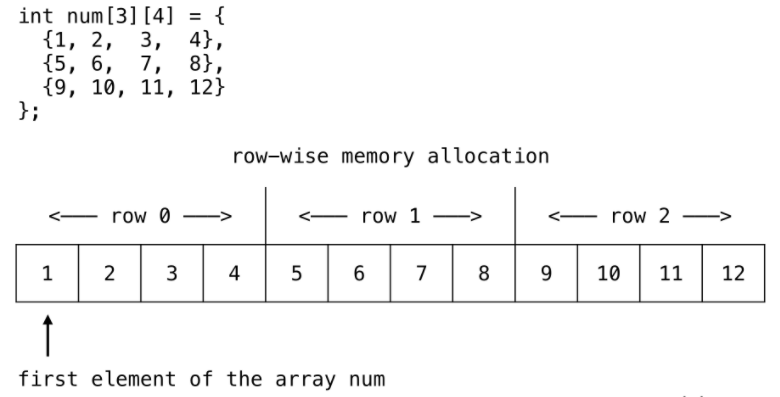 int num[3][4] = {
{1, 2, 3, 4},
{5, 6, 7, 8},
{9, 10, 11, 12}
};
row-wise memory allocation
<— row 0 —> <— row 1 —> <— row 2 —>
1 2 3 4 5 6 7 8 9 10 11 12
first element of the array num